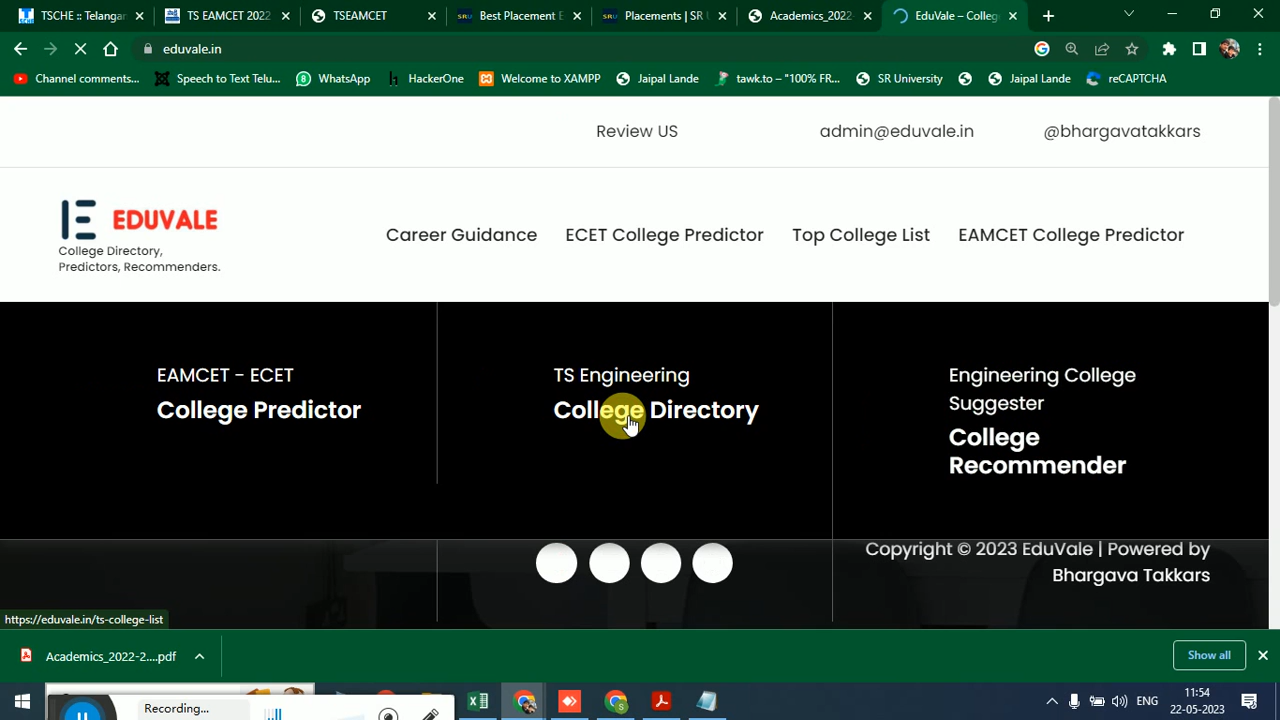 TSCHE :: Telangan
TS EAMCET 2022
TSEAMCET
Best Placement E
Placements | SR U
Academics_2022-
EduVale – Colleg
eduvale.in
Channel comments...
Speech to Text Telu...
WhatsApp
HackerOne
Welcome to XAMPP
Jaipal Lande
tawk.to – "100% FR...
SR University
Jaipal Lande
reCAPTCHA
Review US
admin@eduvale.in
@bhargavatakkars
EDUVALE
College Directory,
Predictors, Recommenders.
Career Guidance
ECET College Predictor
Top College List
EAMCET College Predictor
EAMCET – ECET
College Predictor
TS Engineering
College Directory
Engineering College
Suggester
College
Recommender
Copyright © 2023 EduVale | Powered by
Bhargava Takkars
https://eduvale.in/ts-college-list
Academics_2022-2....pdf
Show all
Recording...
ENG
11:54
22-05-2023